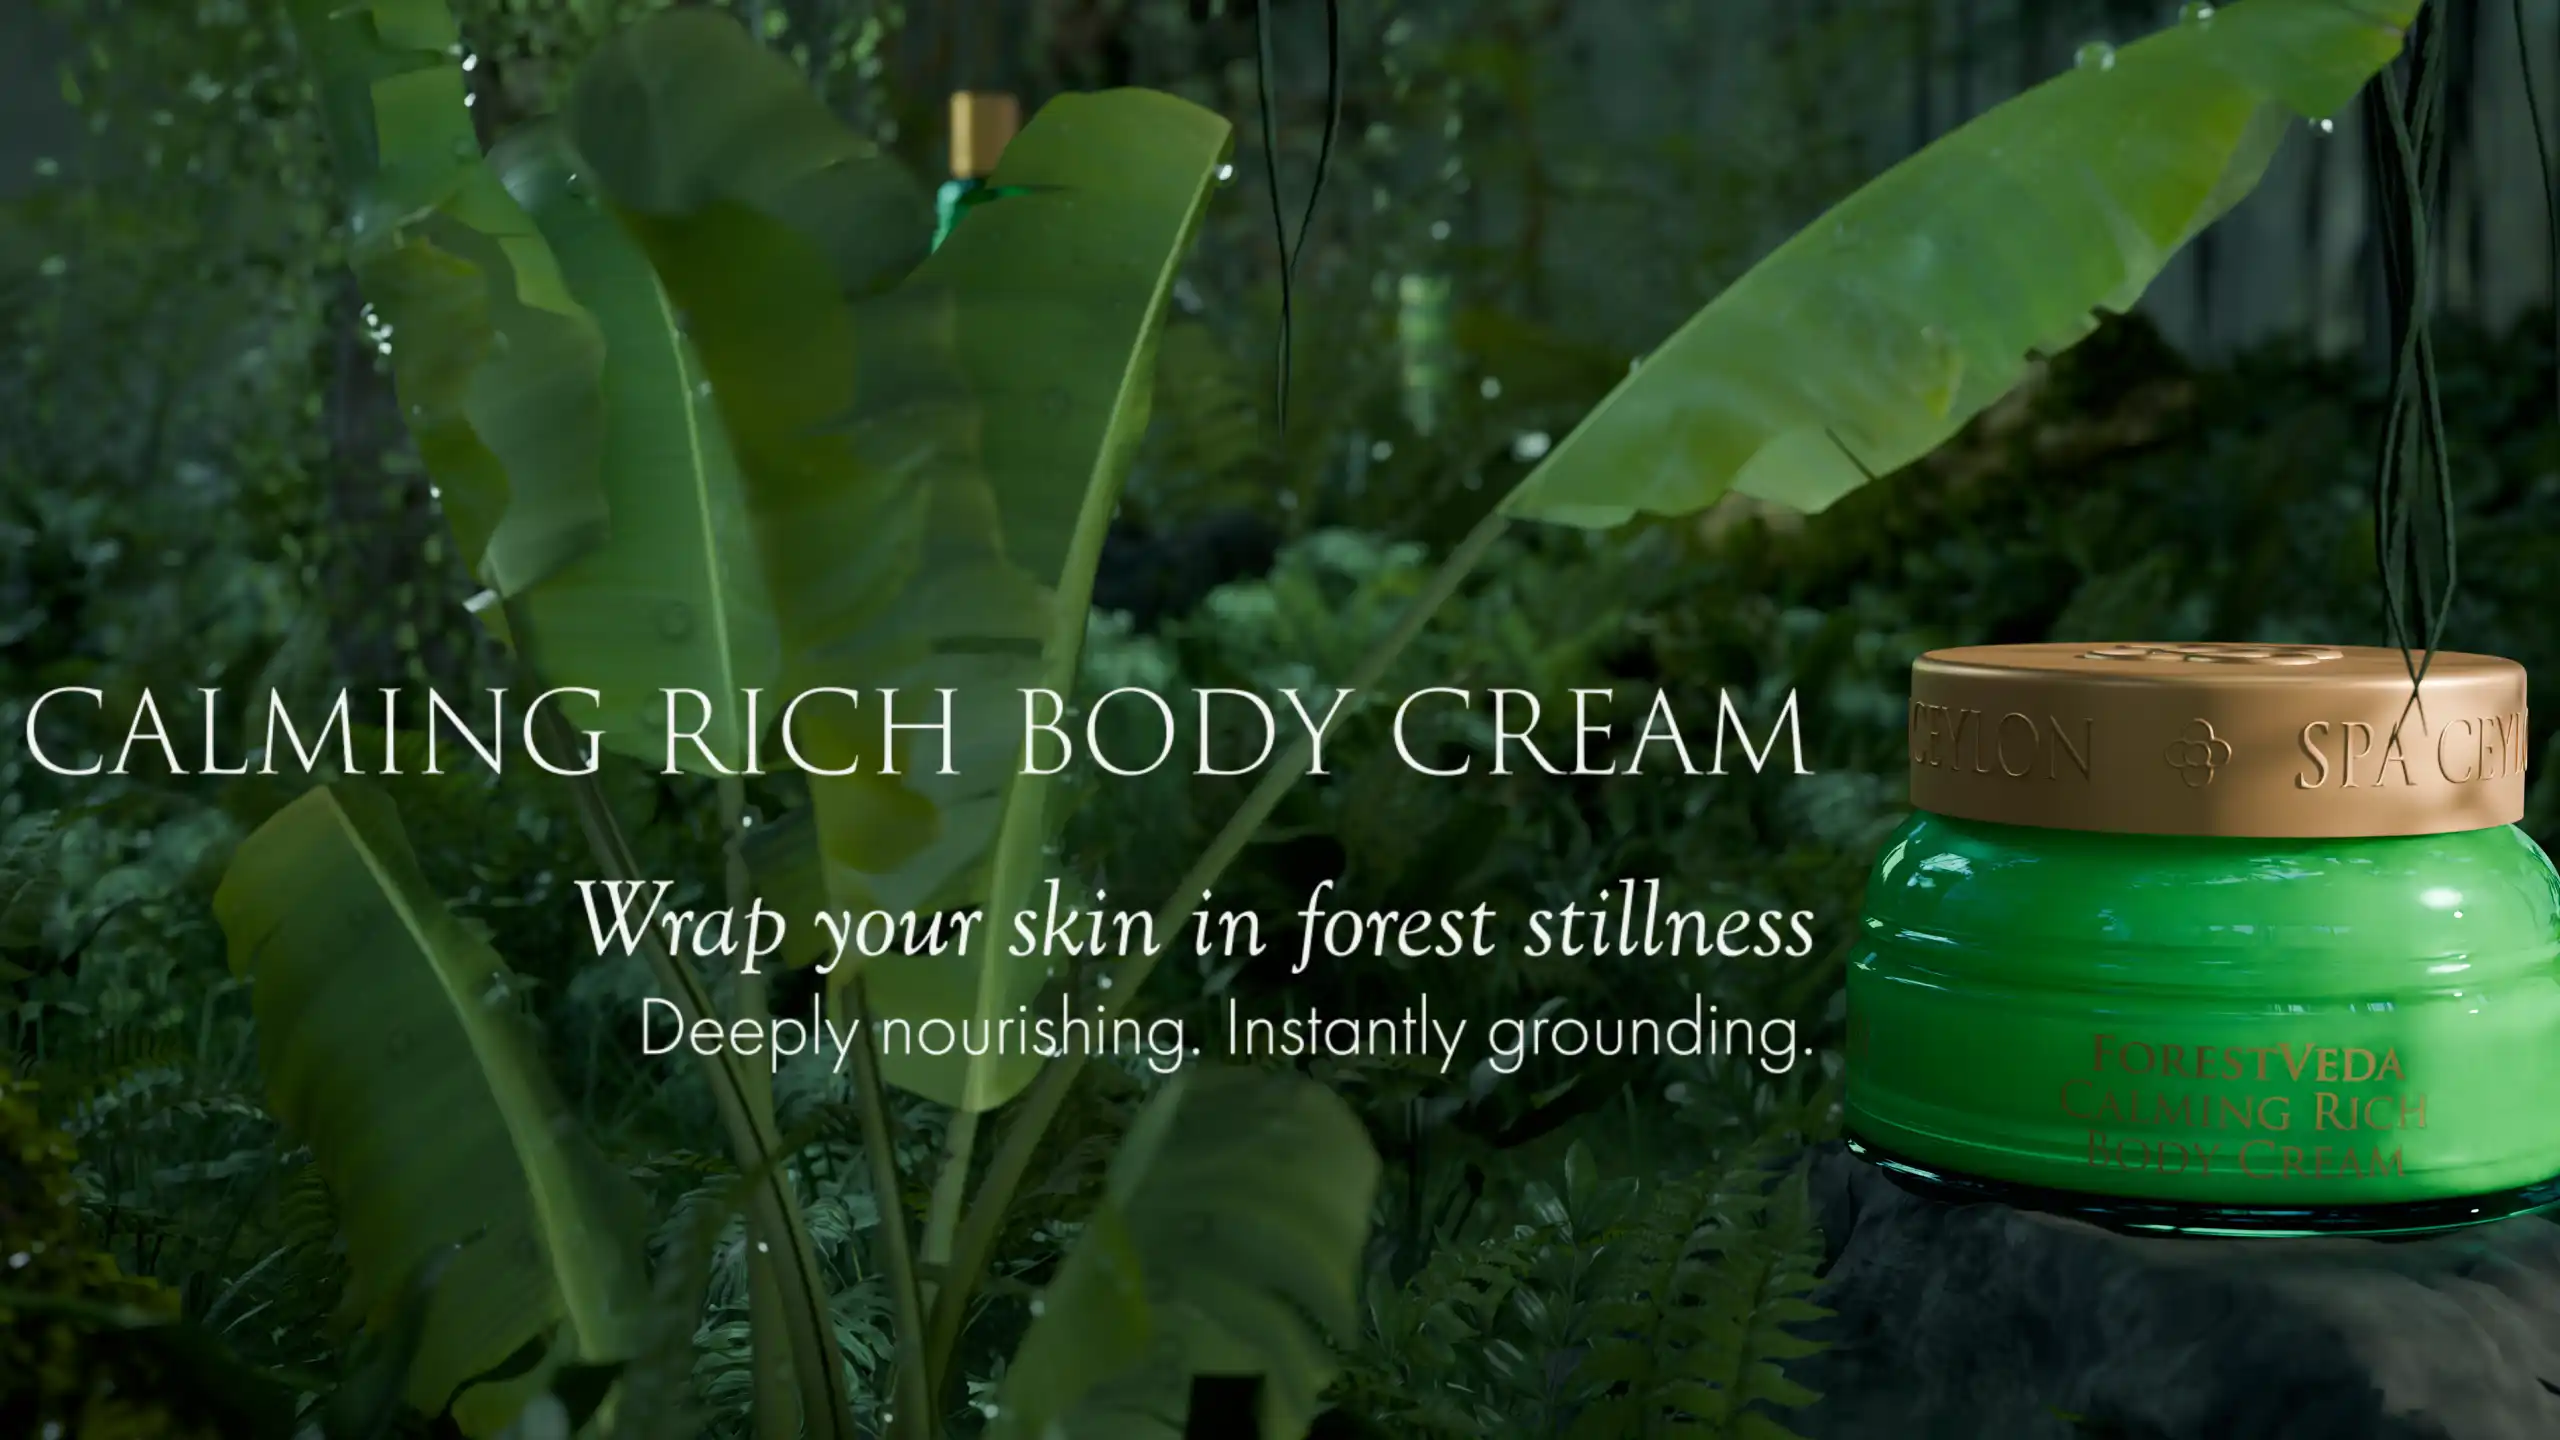 CALMING RICH BODY CREAM
Wrap your skin in forest stillness
Deeply nourishing. Instantly grounding.
CEYLON SPA CEYL
FORESTVEDA
CALMING RICH
BODY CREAM